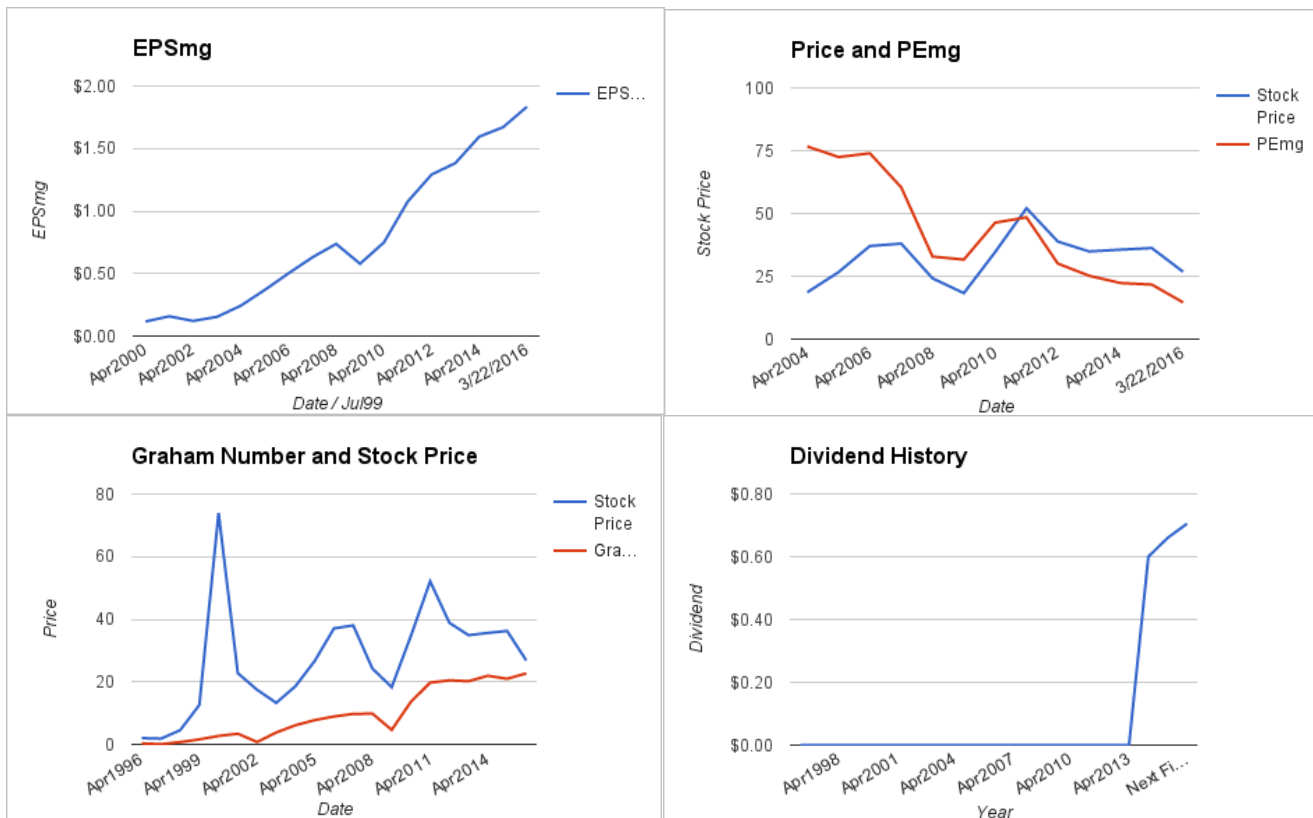 EPSmg
$2.00
$1.50
$1.00
$0.50
$0.00
EPSmg
Apr2000
Apr2002
Apr2004
Apr2006
Apr2008
Apr2010
Apr2012
Apr2014
3/22/2016
Date / Jul99
EPS...
Price and PEmg
100
75
50
25
0
Stock Price
Apr2004
Apr2006
Apr2008
Apr2010
Apr2012
Apr2014
3/22/2016
Date
Stock
Price
PEmg
Graham Number and Stock Price
80
60
40
20
0
Price
Apr1996
Apr1999
Apr2002
Apr2005
Apr2008
Apr2011
Apr2014
Date
Stock
Price
Gra...
Dividend History
$0.80
$0.60
$0.40
$0.20
$0.00
Dividend
Apr1998
Apr2001
Apr2004
Apr2007
Apr2010
Apr2013
Next Fi...
Year